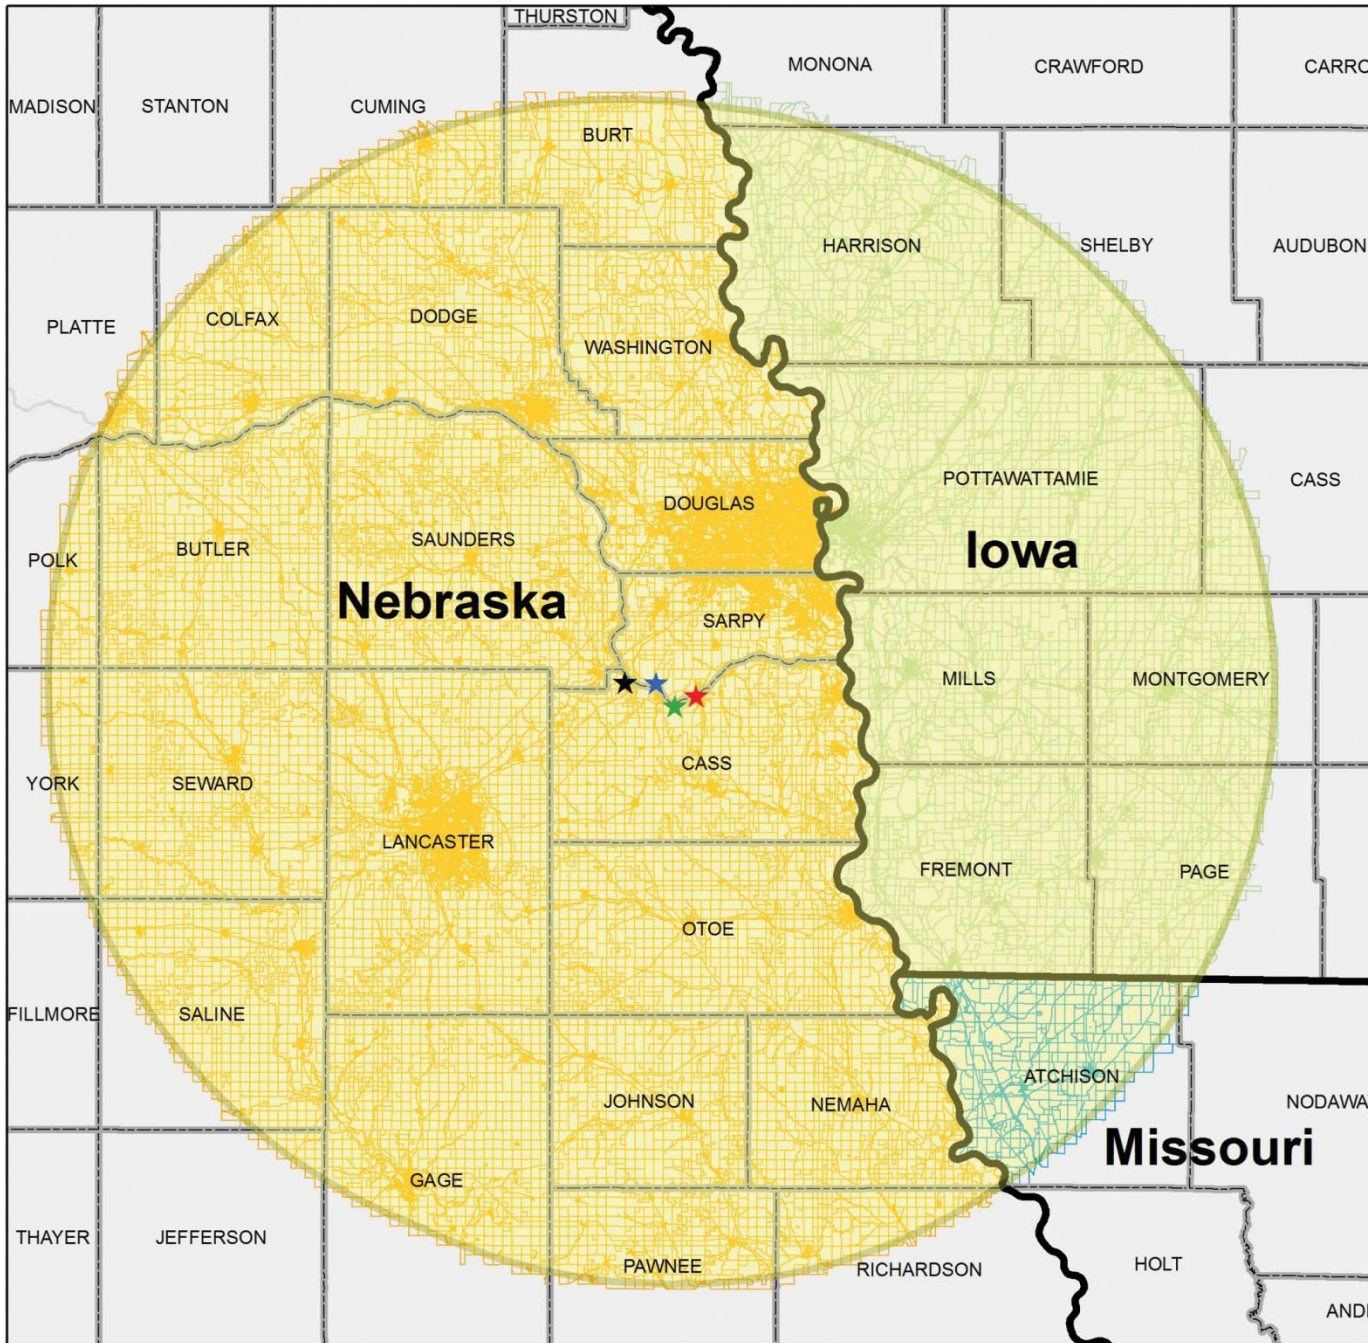 THURSTON
MONONA
CRAWFORD
CARRO
MADISON
STANTON
CUMING
BURT
HARRISON
SHELBY
AUDUBON
PLATTE
COLFAX
DODGE
WASHINGTON
POTTAWATTAMIE
CASS
DOUGLAS
SAUNDERS
BUTLER
POLK
Iowa
Nebraska
SARPY
MILLS
MONTGOMERY
CASS
YORK
SEWARD
LANCASTER
FREMONT
PAGE
OTOE
FILLMORE
SALINE
ATCHISON
JOHNSON
NEMAHA
NODAWA
Missouri
GAGE
THAYER
JEFFERSON
PAWNEE
RICHARDSON
HOLT
AND